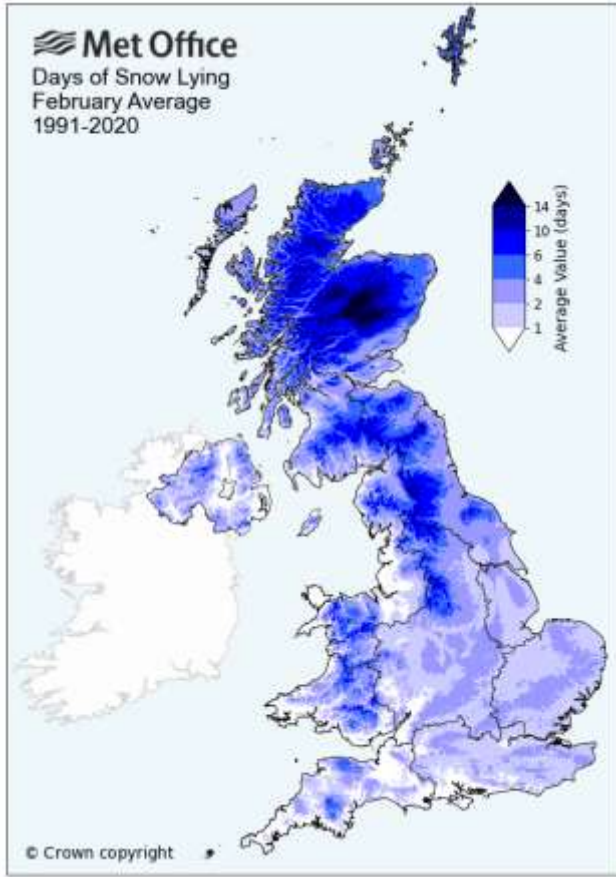 Met Office
Days of Snow Lying
February Average
1991-2020
14
10
6
4
2
1
Average Value (days)
© Crown copyright